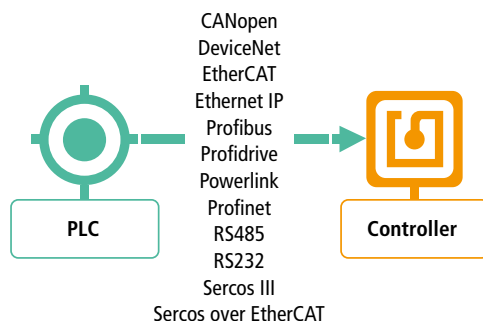 CANopen
DeviceNet
EtherCAT
Ethernet IP
Profibus
Profidrive
Powerlink
Profinet
RS485
RS232
Sercos III
Sercos over EtherCAT
PLC
Controller